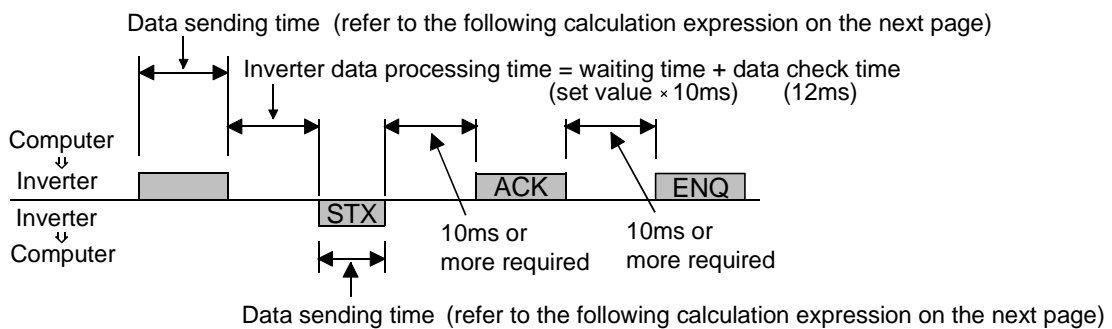 Data sending time (refer to the following calculation expression on the next page)
Inverter data processing time = waiting time + data check time
(set value × 10ms) (12ms)
Computer
⇓
Inverter
ACK
ENQ
Inverter
⇓
Computer
STX
10ms or
more required
10ms or
more required
Data sending time (refer to the following calculation expression on the next page)